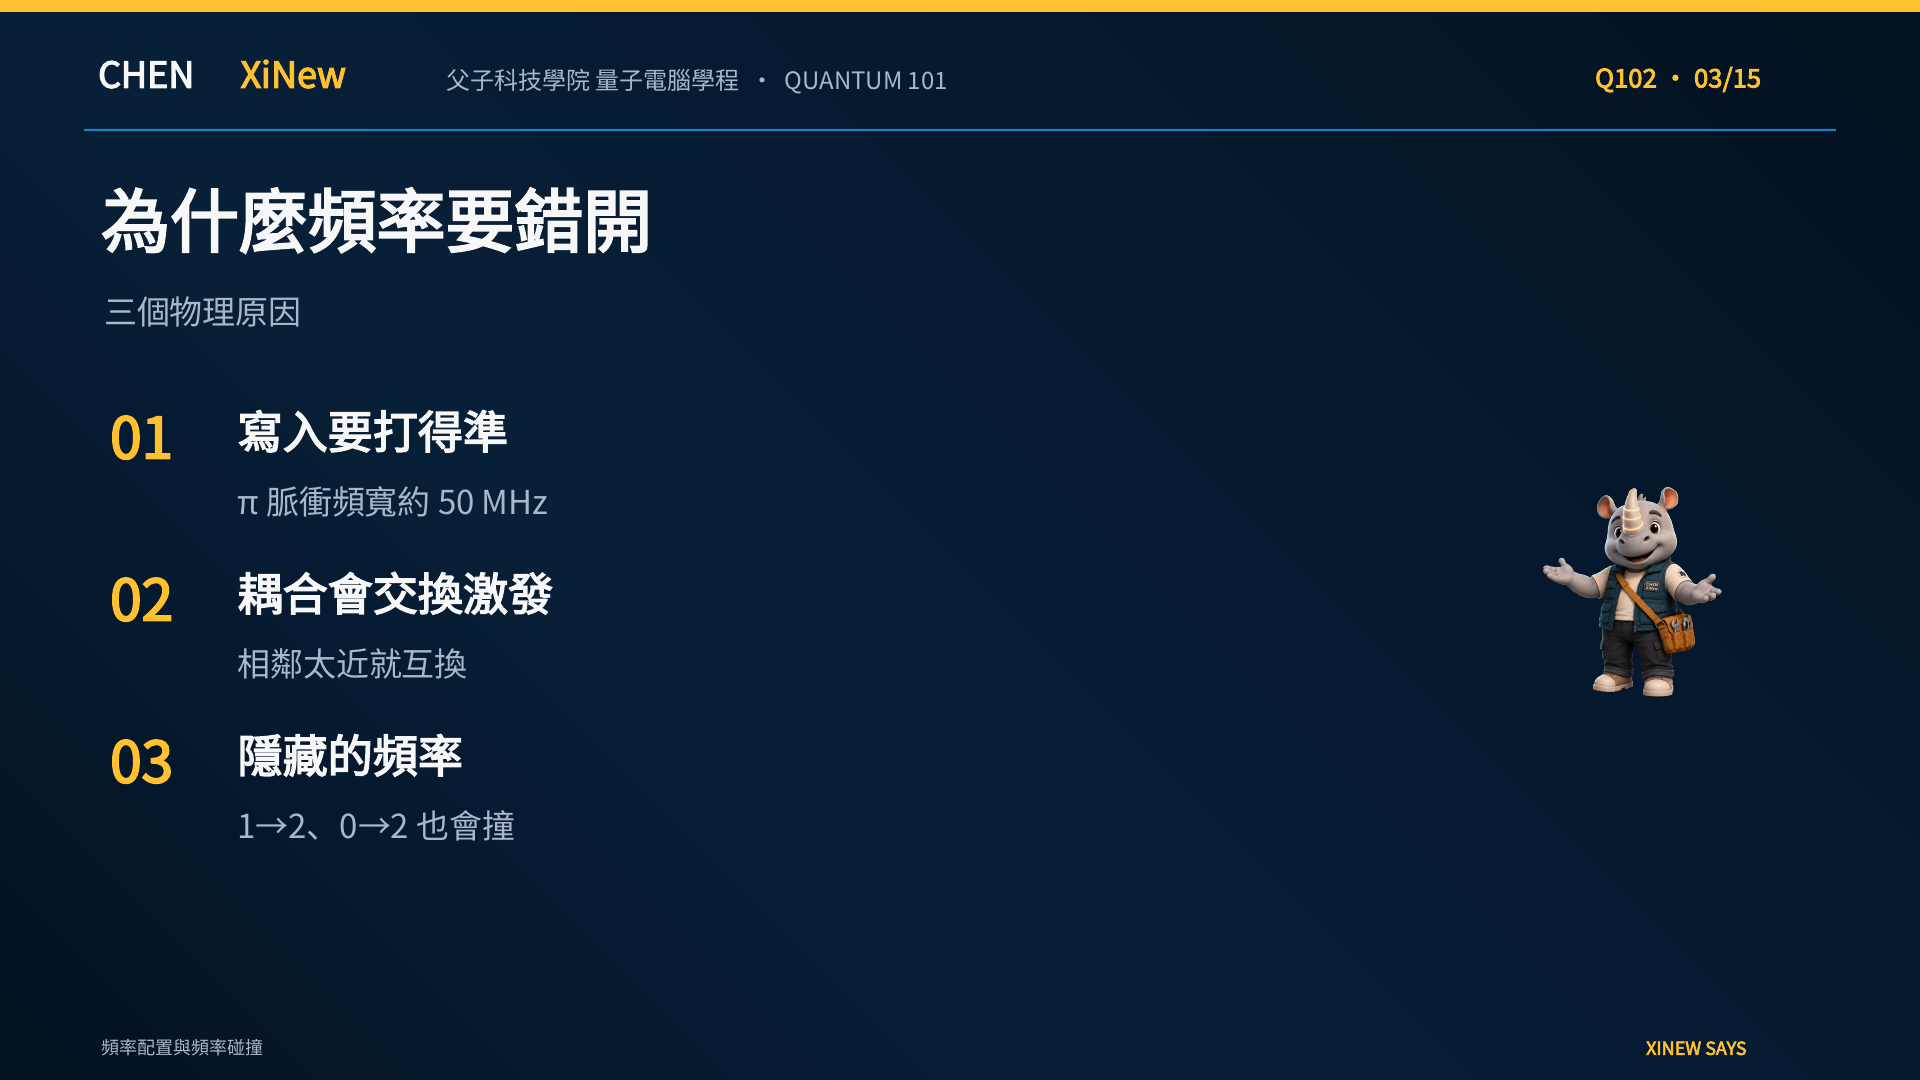 CHEN XiNew 父子科技學院 量子電腦學程 • QUANTUM 101 Q102 • 03/15
為什麼頻率要錯開
三個物理原因
01 寫入要打得準
π 脈衝頻寬約 50 MHz
02 耦合會交換激發
相鄰太近就互換
03 隱藏的頻率
1→2、0→2 也會撞
頻率配置與頻率碰撞 XINEW SAYS